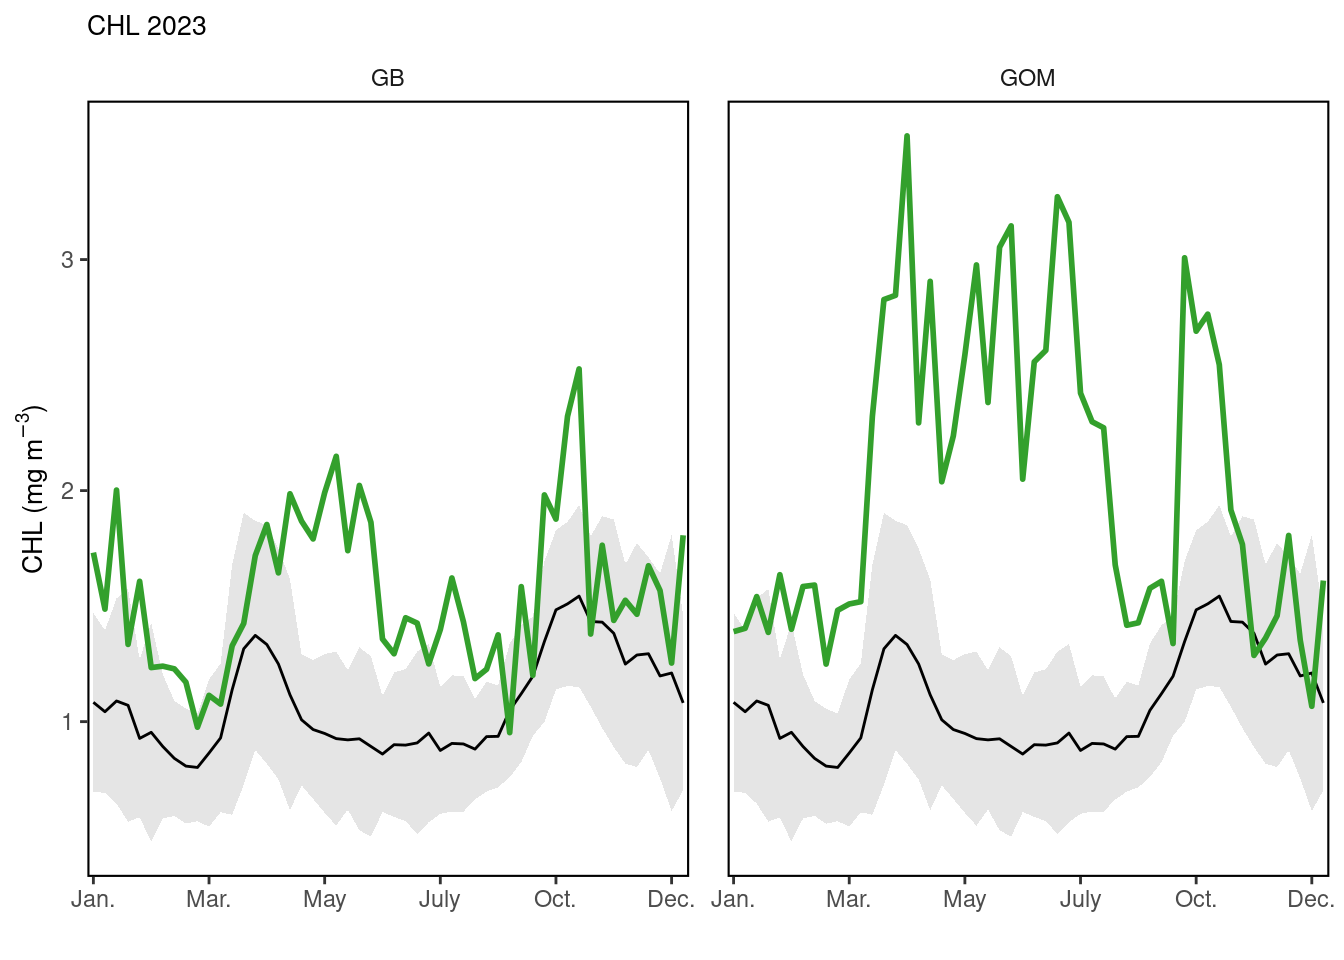 CHL 2023
GB GOM
CHL (mg m⁻³)
3
2
1
Jan. Mar. May July Oct. Dec. Jan. Mar. May July Oct. Dec.